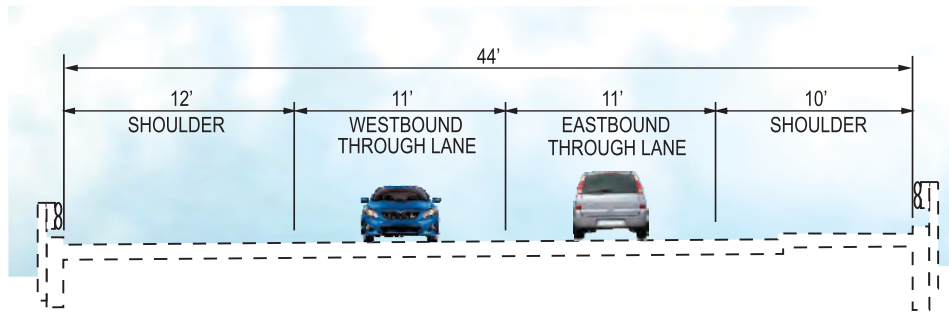 44’
12’
SHOULDER
11’
WESTBOUND
THROUGH LANE
11’
EASTBOUND
THROUGH LANE
10’
SHOULDER